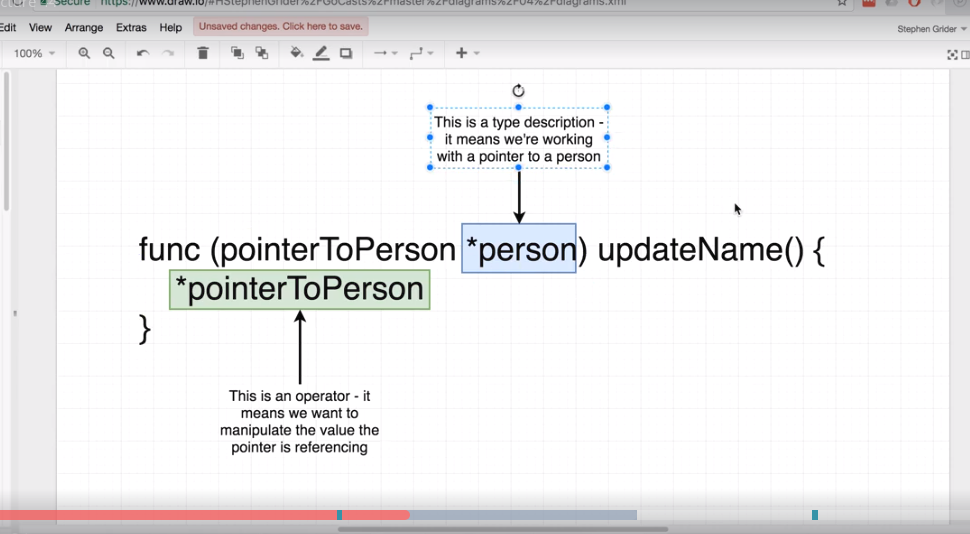 Secure https://www.draw.io/#HStephenGrider%2FGoCasts%2Fmaster%2Fdiagrams%2F04%2Fdiagrams.xml
Edit View Arrange Extras Help Unsaved changes. Click here to save. Stephen Grider
100%
This is a type description -
it means we're working
with a pointer to a person
func (pointerToPerson *person) updateName() {
*pointerToPerson
}
This is an operator - it
means we want to
manipulate the value the
pointer is referencing